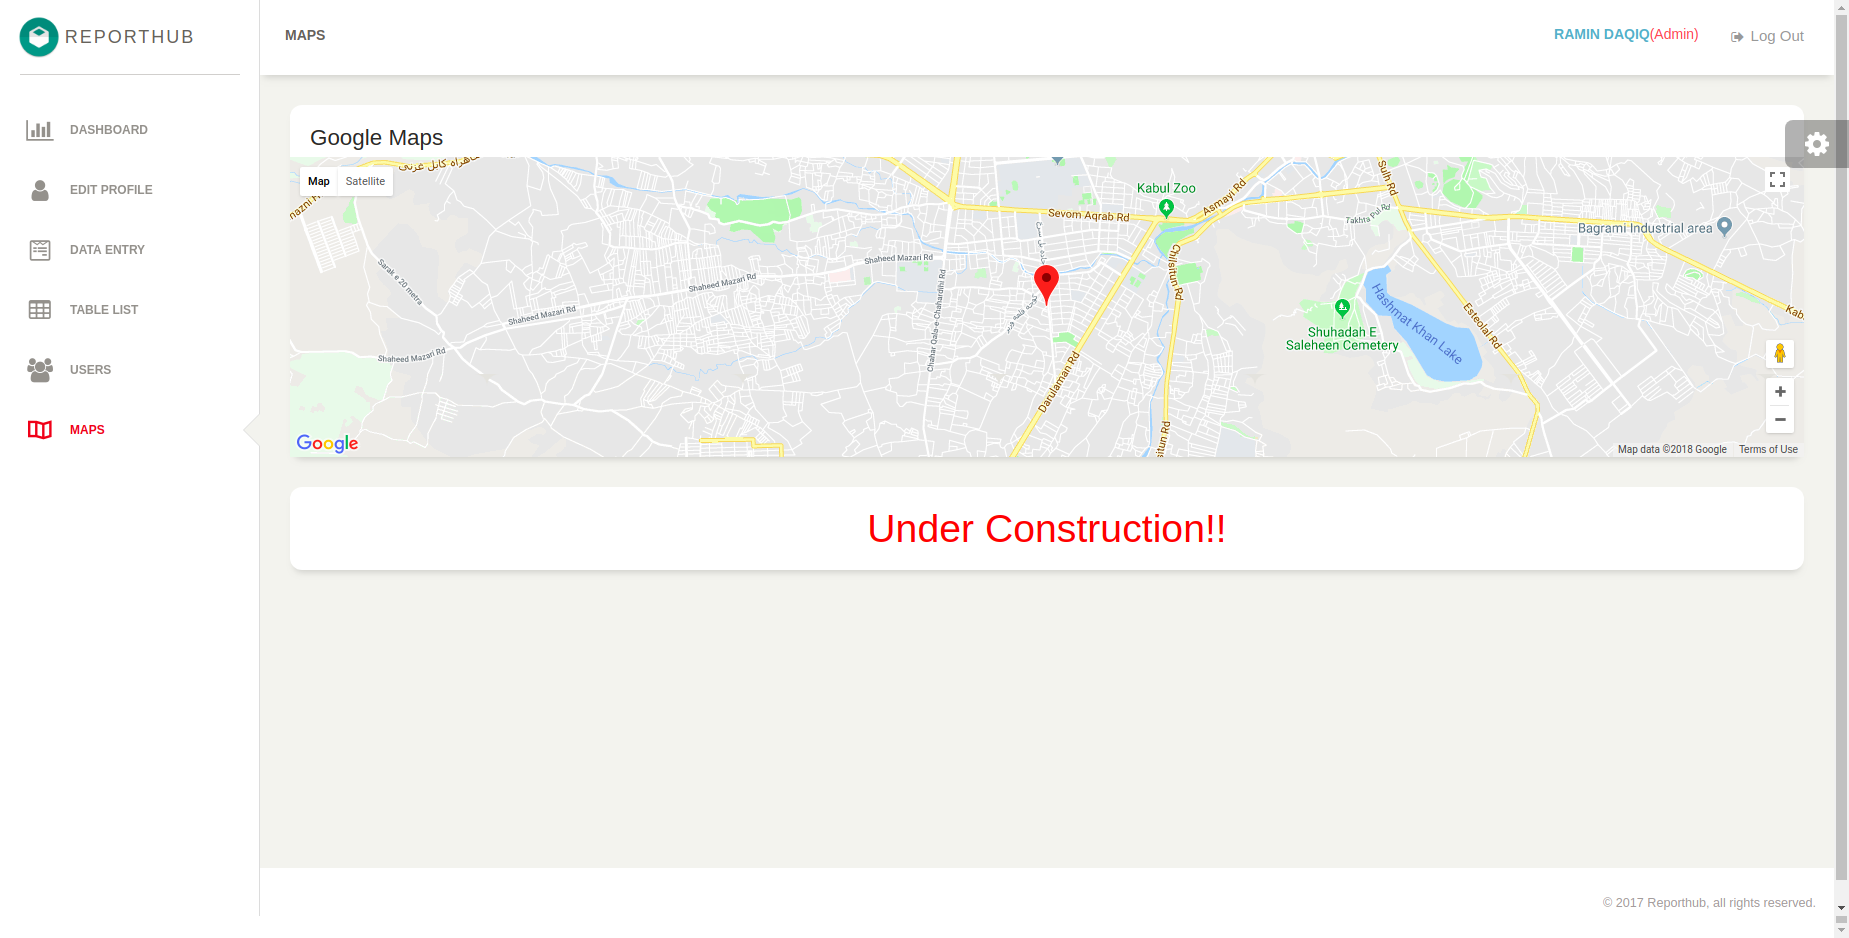 REPORTHUB
DASHBOARD
EDIT PROFILE
DATA ENTRY
TABLE LIST
USERS
MAPS
MAPS
RAMIN DAQIQ(Admin)
Log Out
Google Maps
Map
Satellite
Kabul Zoo
Asmayi Rd
Sulh Rd
Sevom Aqrab Rd
Takhta Pul Rd
Bagrami Industrial area
Sarak e 20 metra
Shaheed Mazari Rd
Shaheed Mazari Rd
Shaheed Mazari Rd
Shaheed Mazari Rd
Chahar Qala-e-Chahardihi Rd
Chilsitun Rd
Hashmat Khan Lake
Esteqlal Rd
Shuhadah E
Saleheen Cemetery
Darulaman Rd
situn Rd
Kab
Google
Map data ©2018 Google
Terms of Use
Under Construction!!
© 2017 Reporthub, all rights reserved.